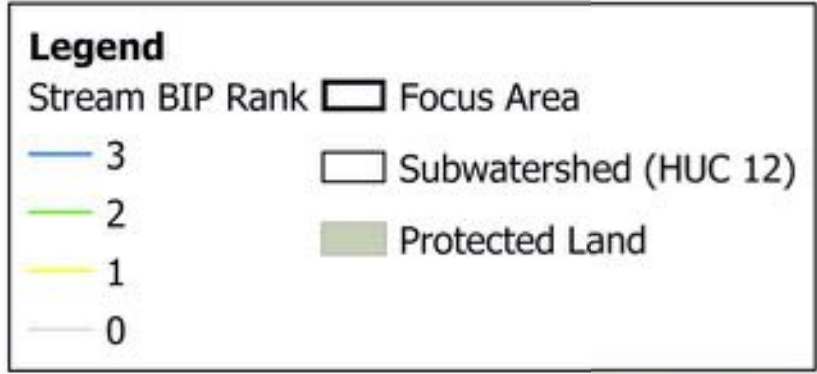 Legend
Stream BIP Rank
3
2
1
0
Focus Area
Subwatershed (HUC 12)
Protected Land